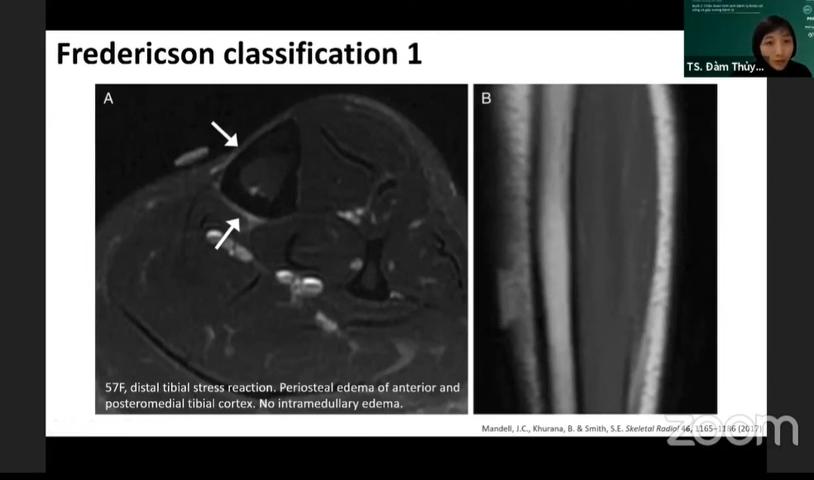 Fredericson classification 1
TS. Đàm Thủy...
A
B
57F, distal tibial stress reaction. Periosteal edema of anterior and
posteromedial tibial cortex. No intramedullary edema.
Mandell, J.C., Khurana, B. & Smith, S.E. Skeletal Radiol 46, 1165–1186 (2017)
zoom